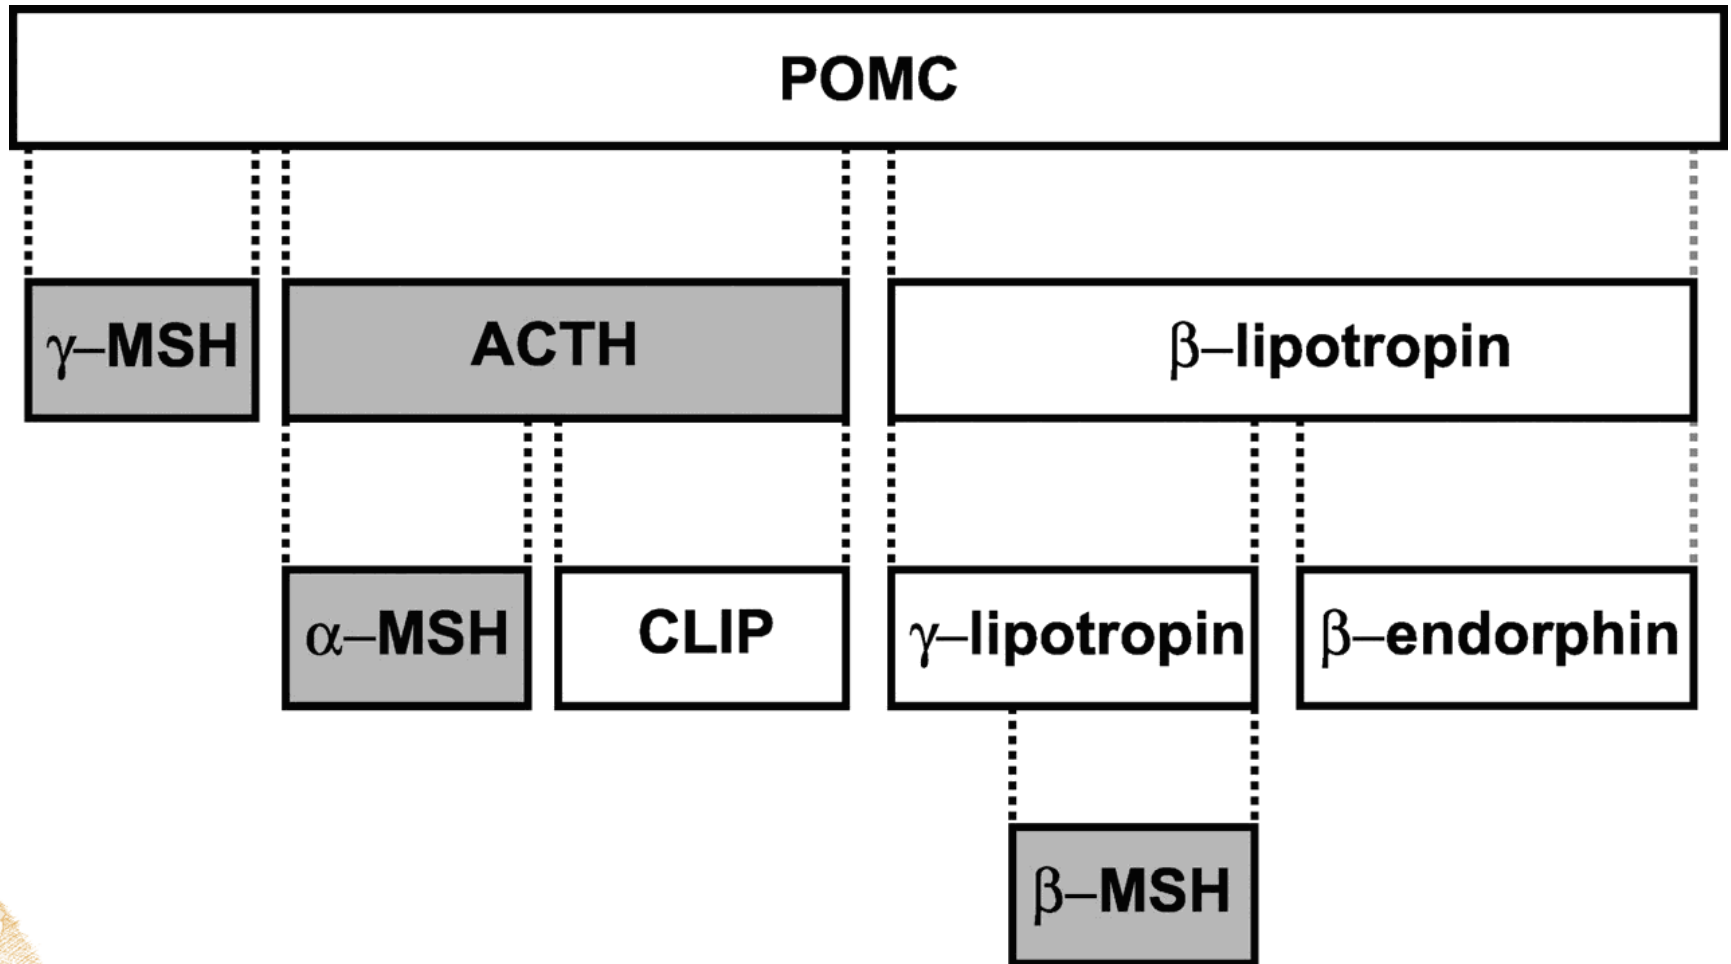 POMC
γ–MSH
ACTH
β–lipotropin
α–MSH
CLIP
γ–lipotropin
β–endorphin
β–MSH